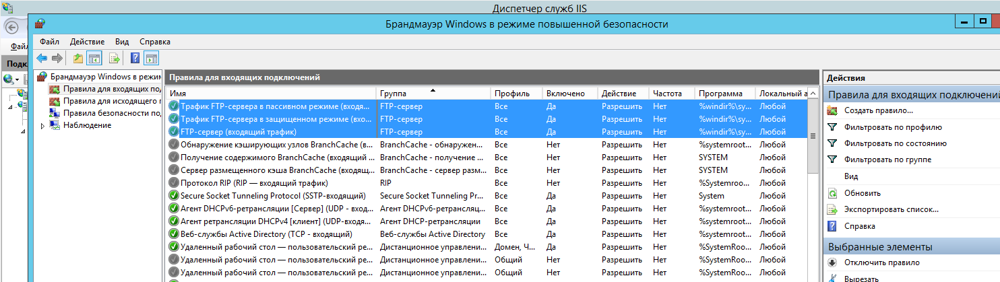 Диспетчер служб IIS
Брандмауэр Windows в режиме повышенной безопасности
Файл Действие Вид Справка
Фай
Подк
Брандмауэр Windows в режи
Правила для входящих по
Правила для исходящего
Правила безопасности по
Наблюдение
Правила для входящих подключений
Имя Группа Профиль Включено Действие Частота Программа Локальный а
Трафик FTP-сервера в пассивном режиме (входя... FTP-сервер Все Да Разрешить Нет %windir%\sy... Любой
Трафик FTP-сервера в защищенном режиме (вхо... FTP-сервер Все Да Разрешить Нет %windir%\sy... Любой
FTP-сервер (входящий трафик) FTP-сервер Все Да Разрешить Нет %windir%\sy... Любой
Обнаружение кэширующих узлов BranchCache (в... BranchCache - обнаружен... Все Нет Разрешить Нет %systemroot... Любой
Получение содержимого BranchCache (входящий ... BranchCache - получение ... Все Нет Разрешить Нет SYSTEM Любой
Сервер размещенного кэша BranchCache (входящ... BranchCache - сервер разм... Все Нет Разрешить Нет SYSTEM Любой
Протокол RIP (RIP — входящий трафик) RIP Все Нет Разрешить Нет %Systemroo... Любой
Secure Socket Tunneling Protocol (SSTP-входящий) Secure Socket Tunneling Pr... Все Да Разрешить Нет System Любой
Агент DHCPv6-ретрансляции [Сервер] (UDP - вход... Агент DHCPv6-ретрансляц... Все Да Разрешить Нет %systemroot... Любой
Агент ретрансляции DHCPv4 [клиент] (UDP-входя... Агент DHCP-ретрансляции Все Да Разрешить Нет %systemroot... Любой
Веб-службы Active Directory (TCP - входящий) Веб-службы Active Directory Все Да Разрешить Нет %systemroot... Любой
Удаленный рабочий стол — пользовательский ре... Дистанционное управлени... Домен, Ч... Да Разрешить Нет %SystemRoo... Любой
Удаленный рабочий стол — пользовательский ре... Дистанционное управлени... Общий Нет Разрешить Нет %SystemRoo... Любой
Удаленный рабочий стол — пользовательский ре... Дистанционное управлени... Общий Нет Разрешить Нет %SystemRoo... Любой
Действия
Правила для входящих подключений
Создать правило...
Фильтровать по профилю
Фильтровать по состоянию
Фильтровать по группе
Вид
Обновить
Экспортировать список...
Справка
Выбранные элементы
Отключить правило
Вырезать